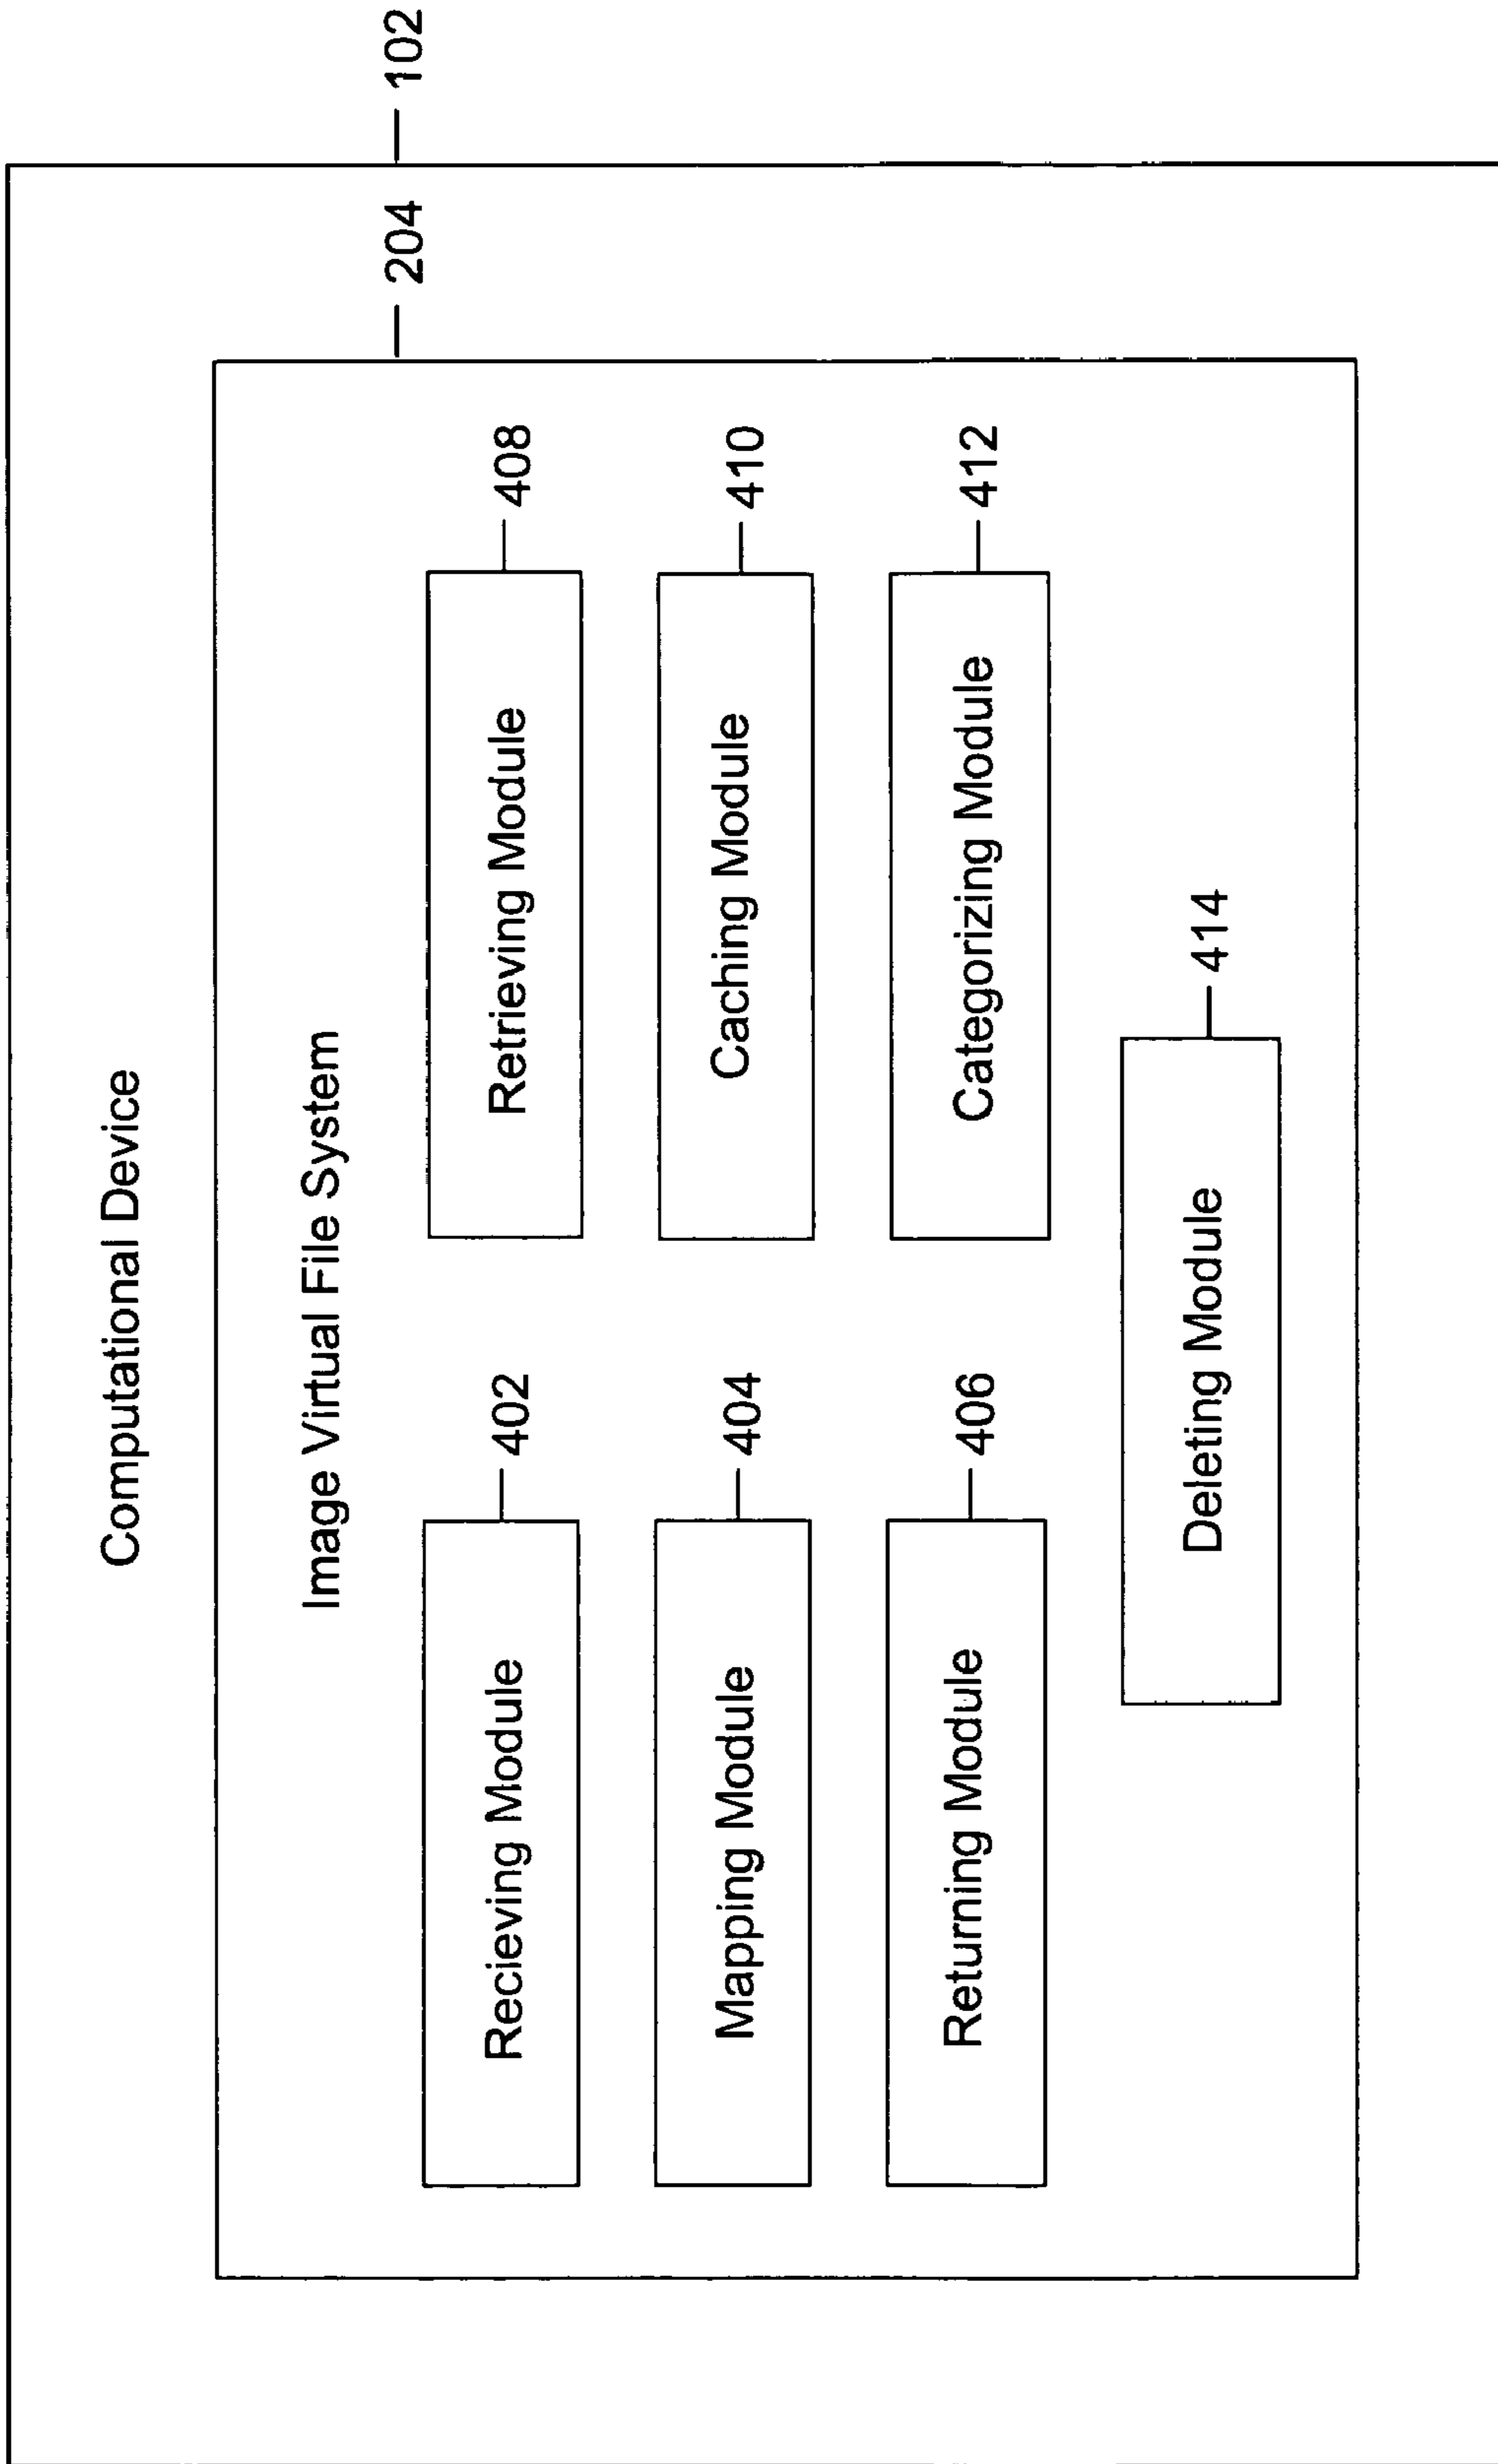 Computational Device
102
Image Virtual File System
204
Recieving Module
402
Retrieving Module
408
Mapping Module
404
Caching Module
410
Returning Module
406
Categorizing Module
412
Deleting Module
414